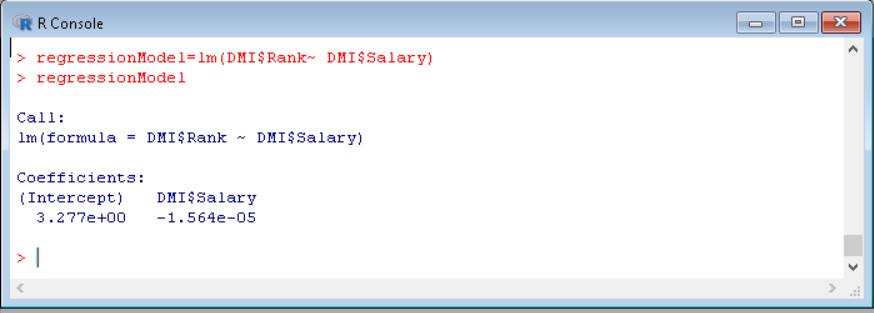 R R Console
> regressionModel=lm(DMI$Rank~ DMI$Salary)
> regressionModel
Call:
lm(formula = DMI$Rank ~ DMI$Salary)
Coefficients:
(Intercept)   DMI$Salary
  3.277e+00   -1.564e-05
>